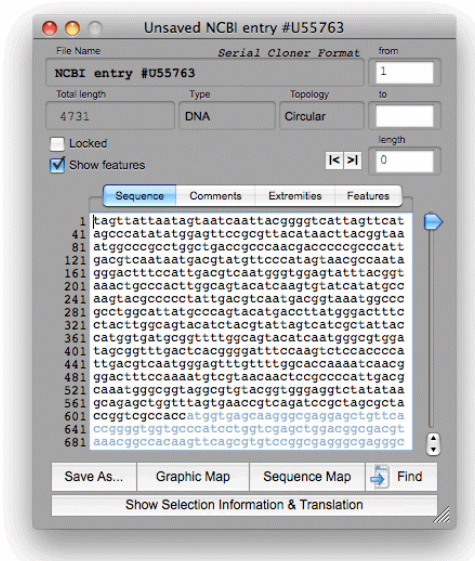 Unsaved NCBI entry #U55763
File Name
Serial Cloner Format
from
NCBI entry #U55763
1
Total length
Type
Topology
to
4731
DNA
Circular
Locked
length
Show features
|< >|
0
Sequence Comments Extremities Features
1 tagttattaatagtaatcaattacggggtcattagttcat
41 agcccatatatggagttccgcgttacataacttacggtaa
81 atggcccgcctggctgaccgcccaacgacccccgcccatt
121 gacgtcaataatgacgtatgttcccatagtaacgccaata
161 gggactttccattgacgtcaatgggtggagtatttacggt
201 aaactgcccacttggcagtacatcaagtgtatcatatgcc
241 aagtacgccccctattgacgtcaatgacggtaaatggccc
281 gcctggcattatgcccagtacatgaccttatgggactttc
321 ctacttggcagtacatctacgtattagtcatcgctattac
361 catggtgatgcggttttggcagtacatcaatgggcgtgga
401 tagcggtttgactcacggggatttccaagtctccacccca
441 ttgacgtcaatgggagtttgttttggcaccaaaatcaacg
481 ggactttccaaaatgtcgtaacaactccgccccattgacg
521 caaatgggcggtaggcgtgtacggtgggaggtctatataa
561 gcagagctggtttagtgaaccgtcagatccgctagcgcta
601 ccggtcgccaccatggtgagcaagggcgaggagctgttca
641 ccggggtggtgcccatcctggtcgagctggacggcgacgt
681 aaacggccacaagttcagcgtgtccggcgagggcgagggc
Save As... Graphic Map Sequence Map Find
Show Selection Information & Translation